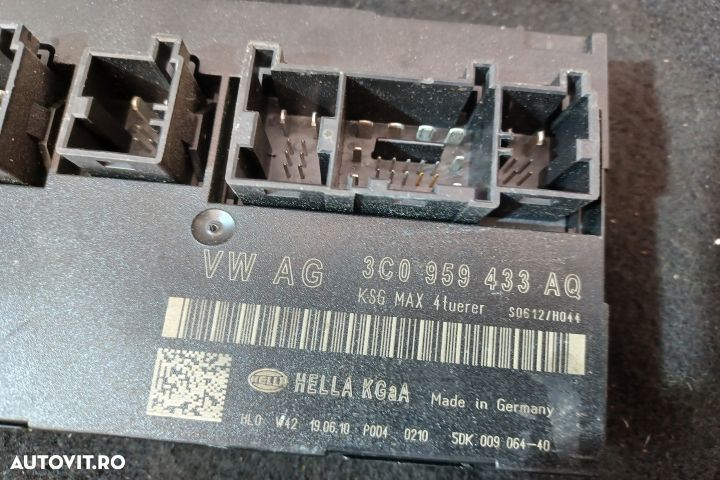 VW AG 3C0 959 433 AQ
KSG MAX 4tuerer S0612/H044
HELLA HELLA KGaA Made in Germany
HLO W42 19.06.10 P004 0210 5DK 009 064-40
AUTOVIT.RO